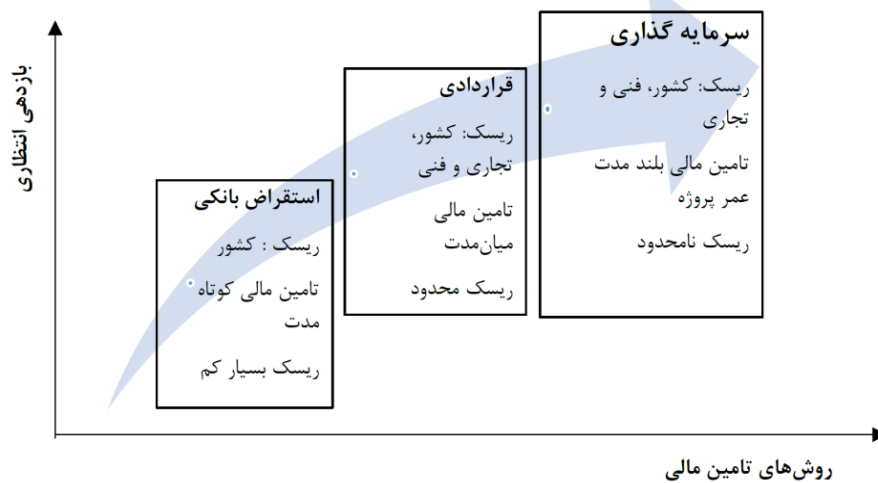 بازدهی انتظاری
سرمایه گذاری
ریسک: کشور، فنی و
تجاری
تامین مالی بلند مدت
عمر پروژه
ریسک نامحدود
قراردادی
ریسک: کشور،
تجاری و فنی
تامین مالی
میان‌مدت
ریسک محدود
استقراض بانکی
ریسک : کشور
تامین مالی کوتاه
مدت
ریسک بسیار کم
روش‌های تامین مالی